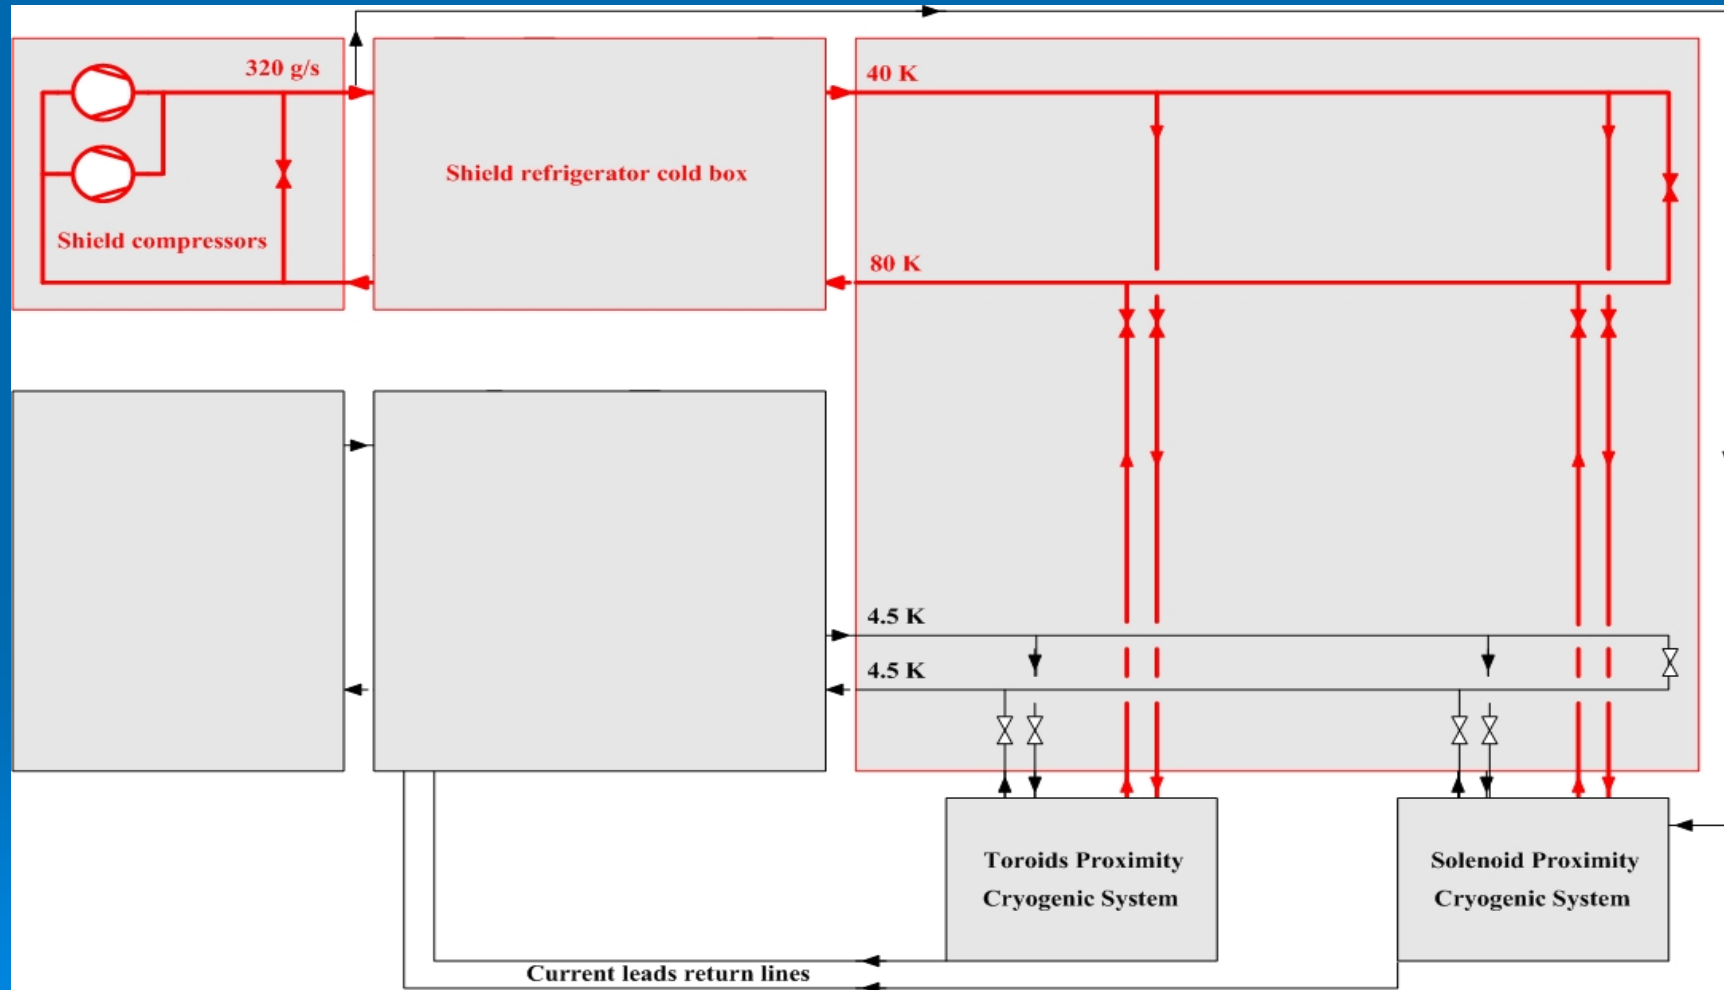 320 g/s
40 K
Shield refrigerator cold box
Shield compressors
80 K
4.5 K
4.5 K
Toroids Proximity
Cryogenic System
Solenoid Proximity
Cryogenic System
Current leads return lines